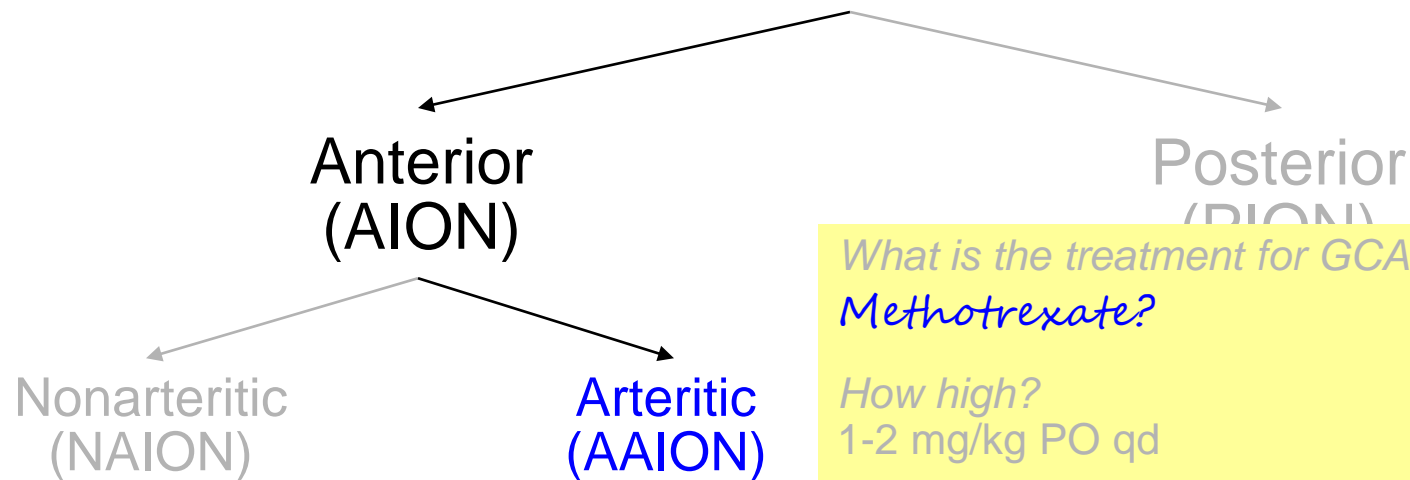 Anterior
(AION)
Posterior
(PION)
What is the treatment for GCA
Methotrexate?
How high?
1-2 mg/kg PO qd
Nonarteritic
(NAION)
Arteritic
(AAION)